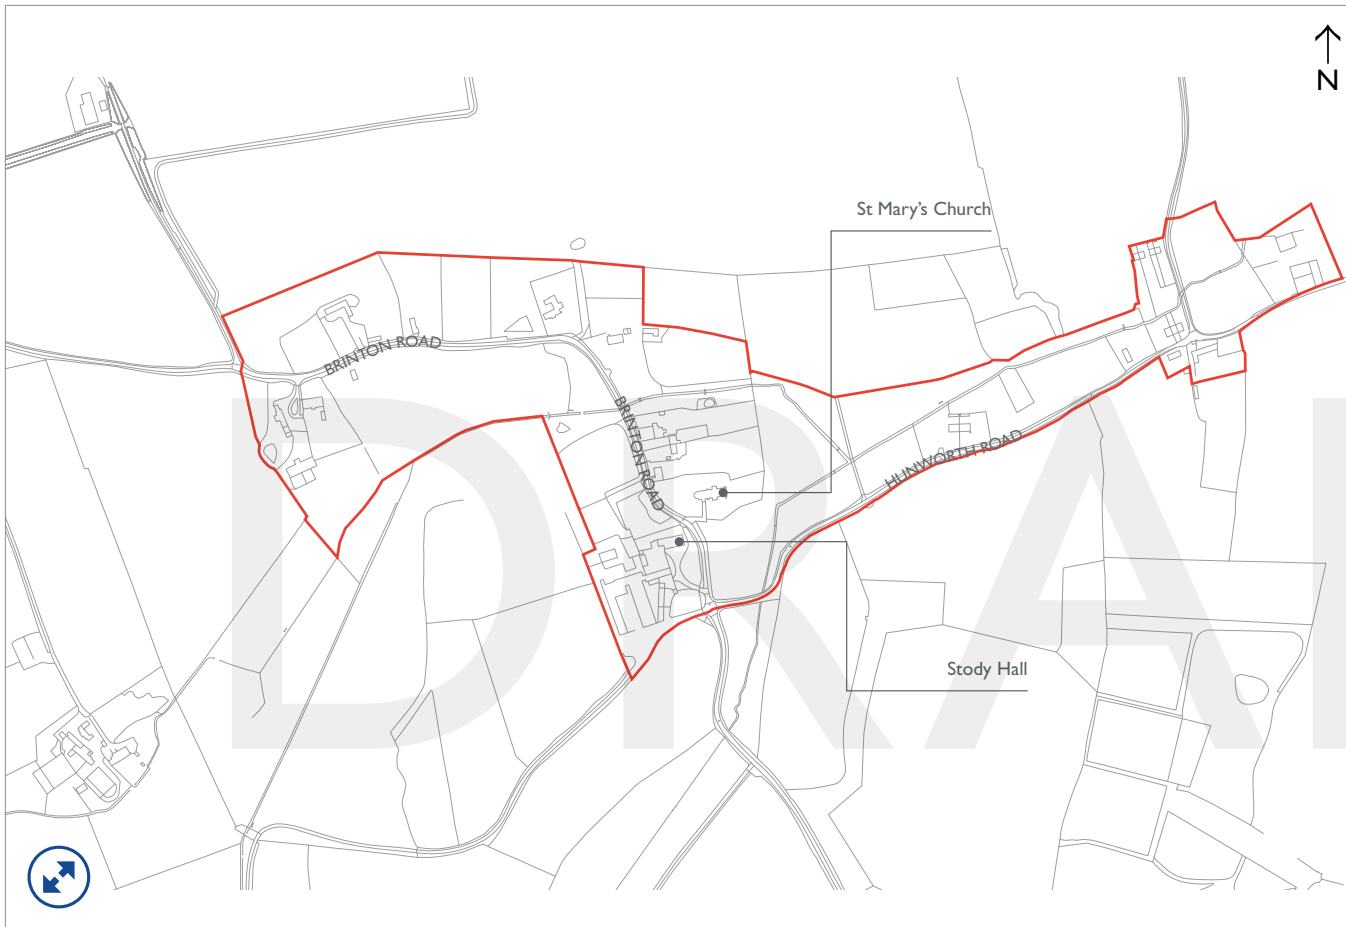 N
St Mary's Church
BRINTON ROAD
BRINTON ROAD
HUNWORTH ROAD
Stody Hall
DRA